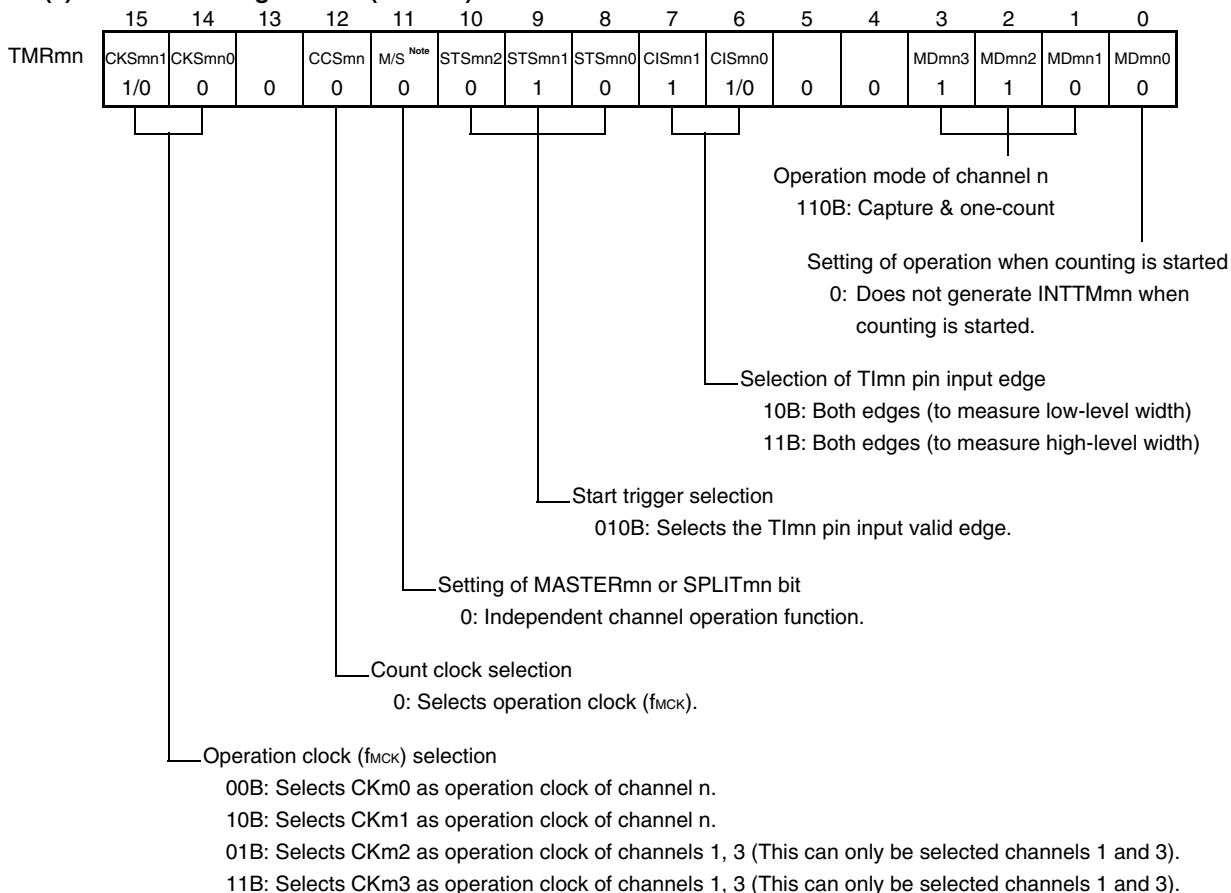 15 14 13 12 11 10 9 8 7 6 5 4 3 2 1 0
TMRmn CKSmn1 CKSmn0 CCSmn M/S Note STSmn2 STSmn1 STSmn0 CISmn1 CISmn0 MDmn3 MDmn2 MDmn1 MDmn0
1/0 0 0 0 0 0 1 0 1 1/0 0 0 1 1 0 0
Operation mode of channel n
110B: Capture & one-count
Setting of operation when counting is started
0: Does not generate INTTMmn when
counting is started.
Selection of TImn pin input edge
10B: Both edges (to measure low-level width)
11B: Both edges (to measure high-level width)
Start trigger selection
010B: Selects the TImn pin input valid edge.
Setting of MASTERmn or SPLITmn bit
0: Independent channel operation function.
Count clock selection
0: Selects operation clock (fMCK).
Operation clock (fMCK) selection
00B: Selects CKm0 as operation clock of channel n.
10B: Selects CKm1 as operation clock of channel n.
01B: Selects CKm2 as operation clock of channels 1, 3 (This can only be selected channels 1 and 3).
11B: Selects CKm3 as operation clock of channels 1, 3 (This can only be selected channels 1 and 3).